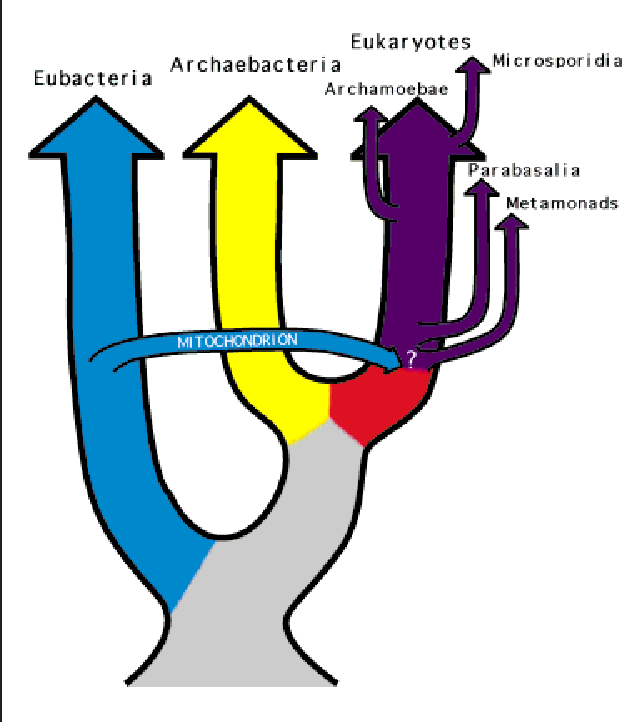 Eukaryotes
Microsporidia
Archaebacteria
Eubacteria
Archamoebae
Parabasalia
Metamonads
MITOCHONDRION
?